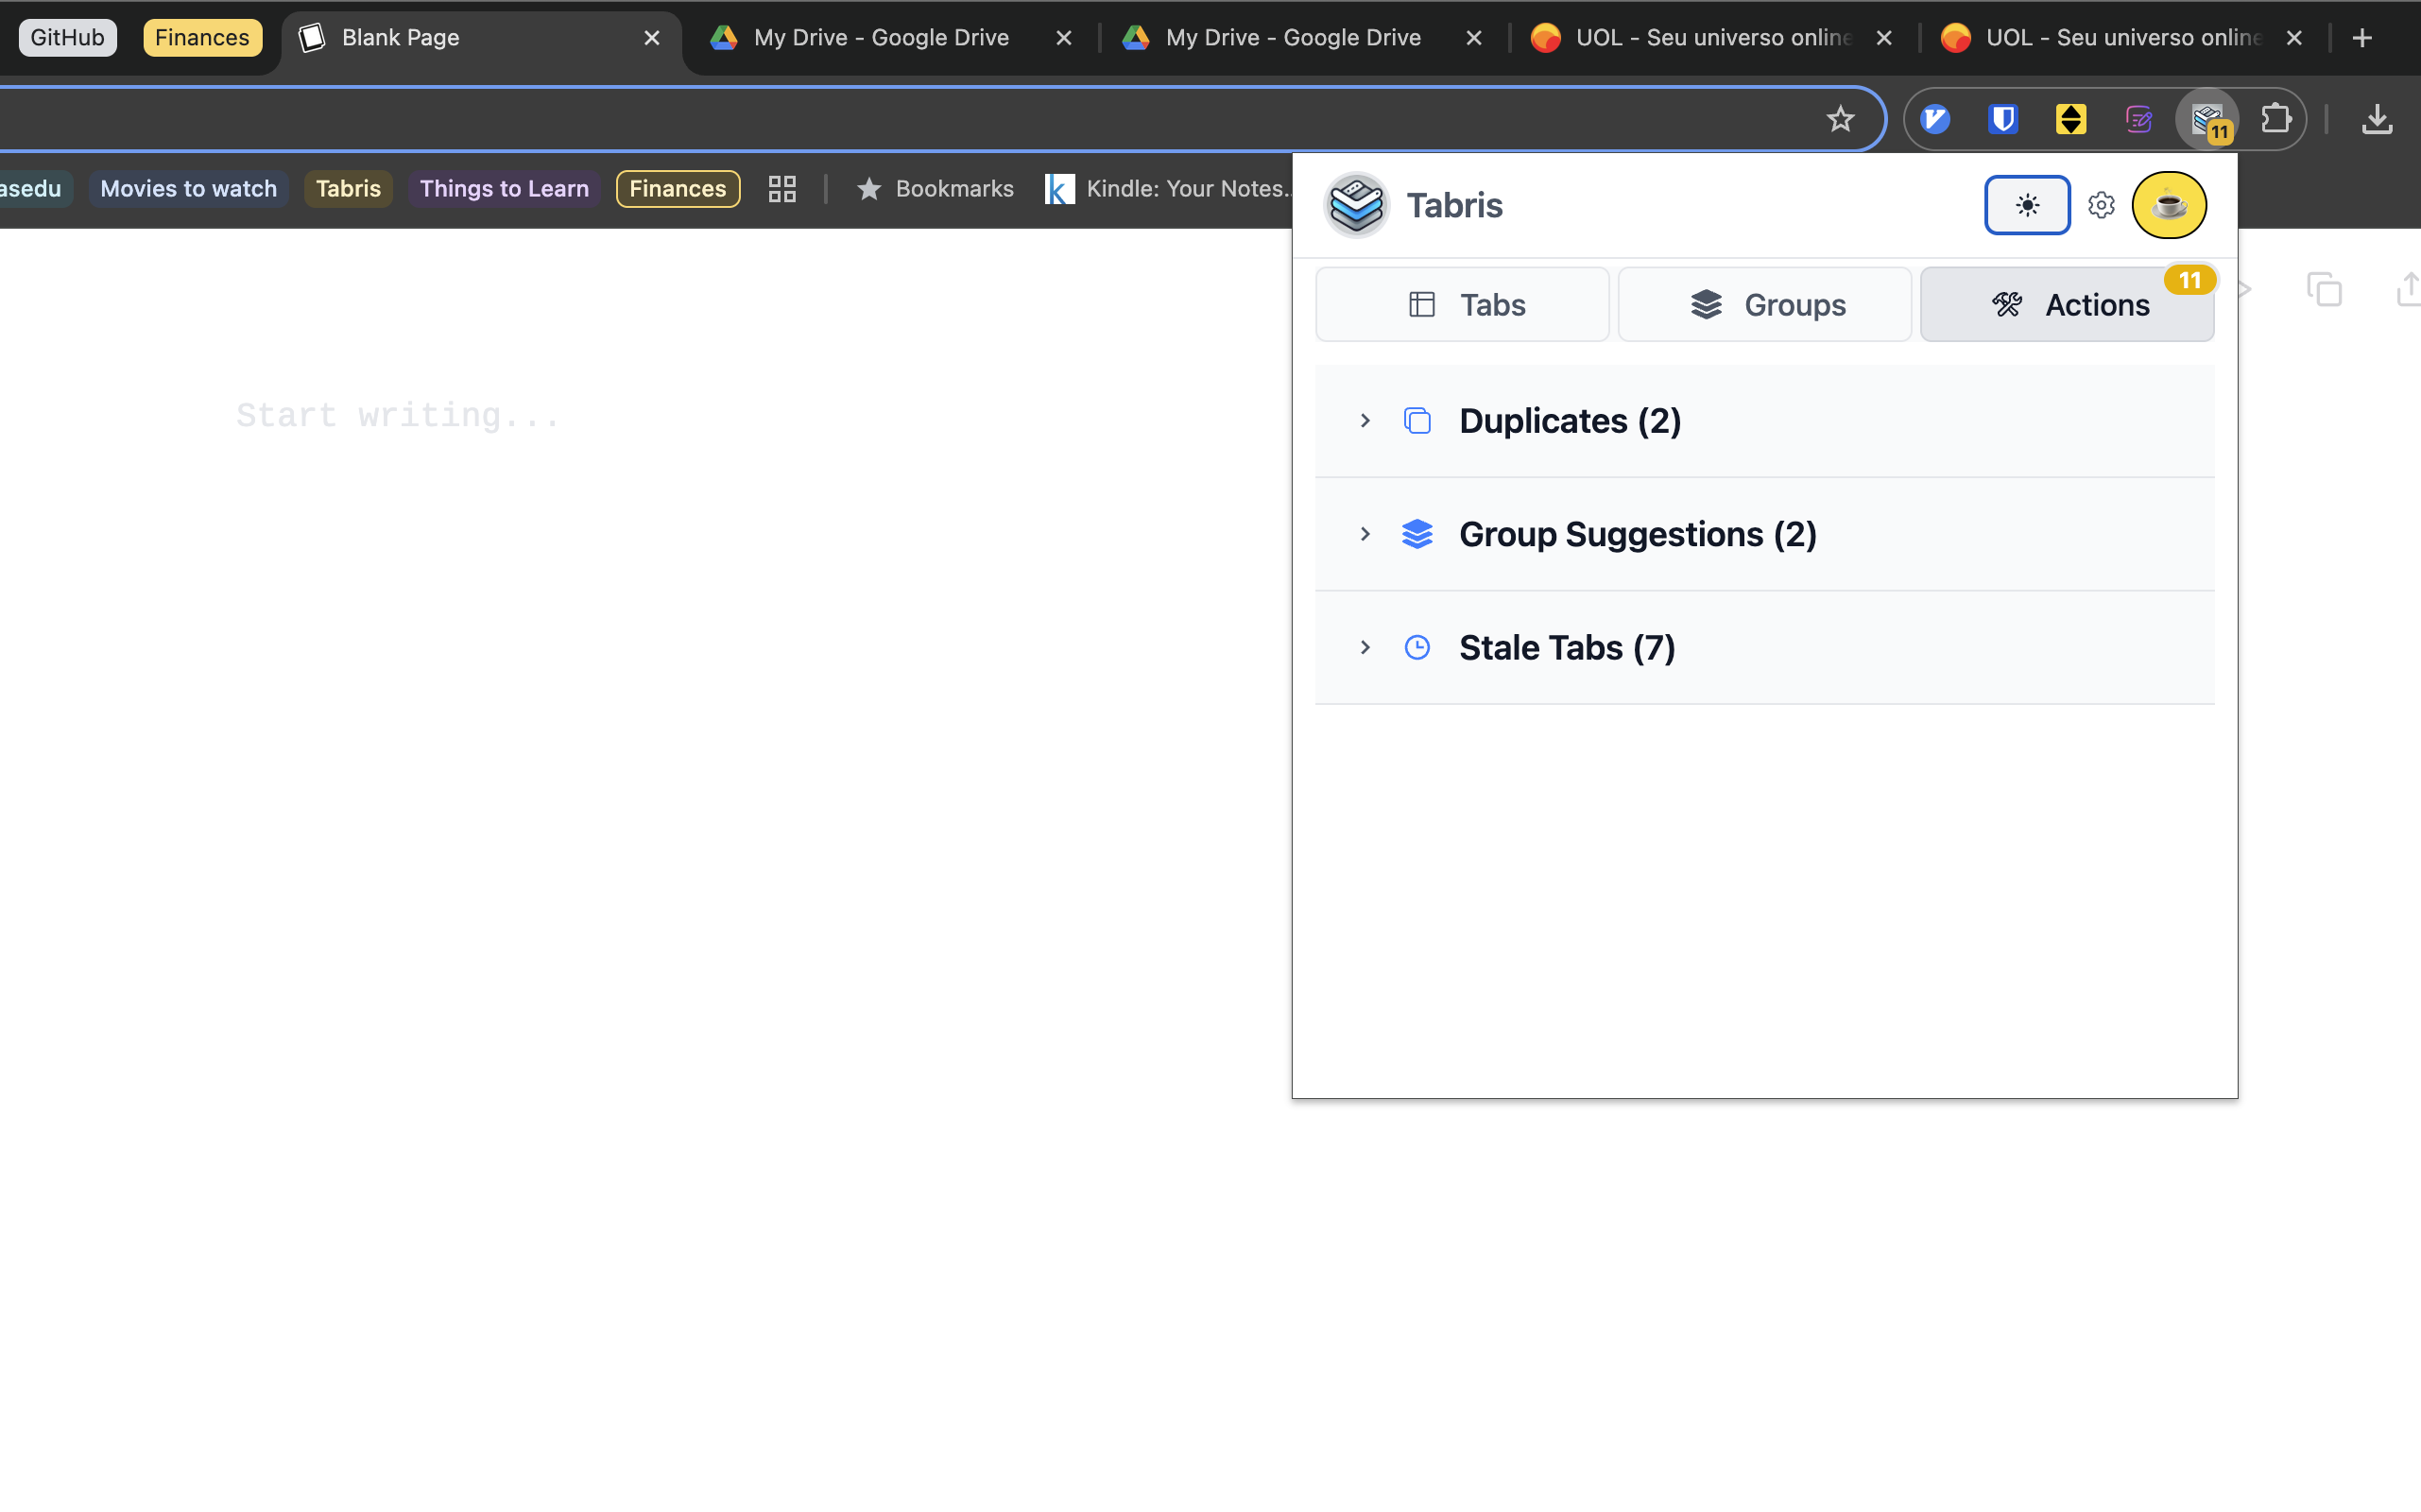 GitHub
Finances
Blank Page
My Drive - Google Drive
My Drive - Google Drive
UOL - Seu universo online
UOL - Seu universo online
11
asedu
Movies to watch
Tabris
Things to Learn
Finances
Bookmarks
Kindle: Your Notes...
Tabris
Tabs
Groups
Actions
11
Start writing...
Duplicates (2)
Group Suggestions (2)
Stale Tabs (7)